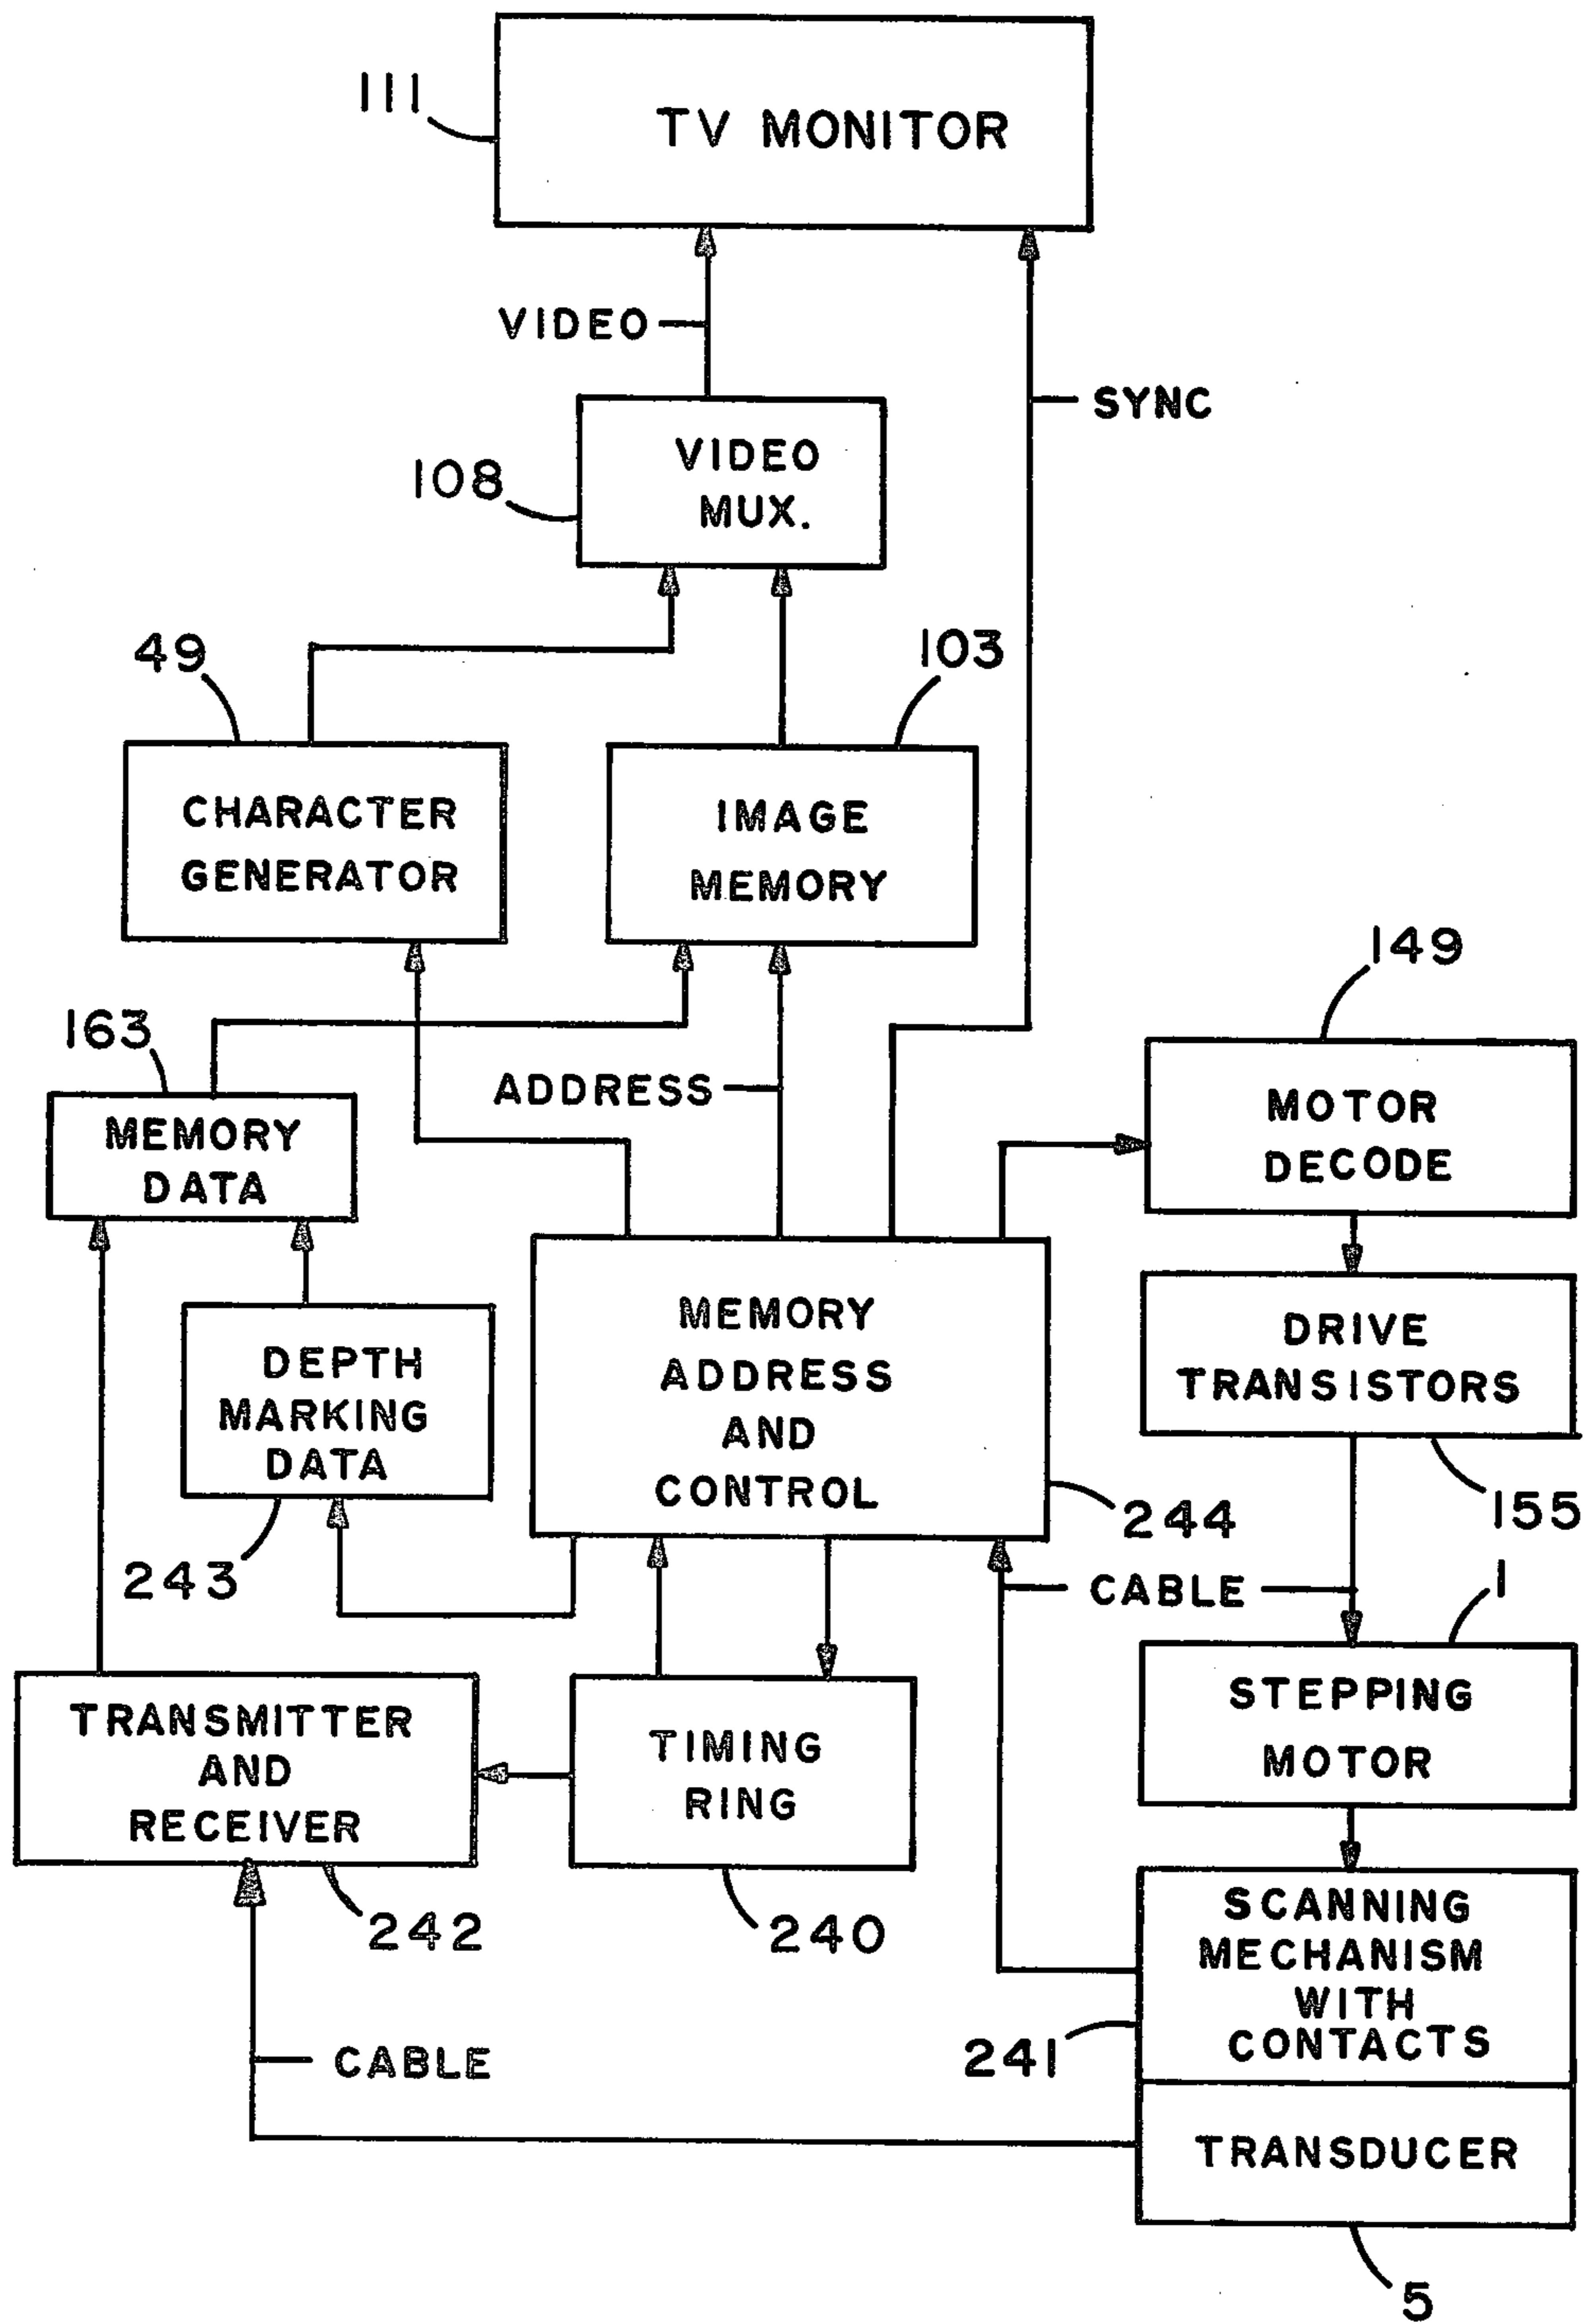 111
TV MONITOR
VIDEO
SYNC
108
VIDEO
MUX.
49
103
CHARACTER
GENERATOR
IMAGE
MEMORY
149
163
ADDRESS
MOTOR
DECODE
MEMORY
DATA
MEMORY
ADDRESS
AND
CONTROL
DRIVE
TRANSISTORS
DEPTH
MARKING
DATA
244
155
243
CABLE
1
STEPPING
MOTOR
TRANSMITTER
AND
RECEIVER
TIMING
RING
242
240
SCANNING
MECHANISM
WITH
CONTACTS
241
CABLE
TRANSDUCER
5